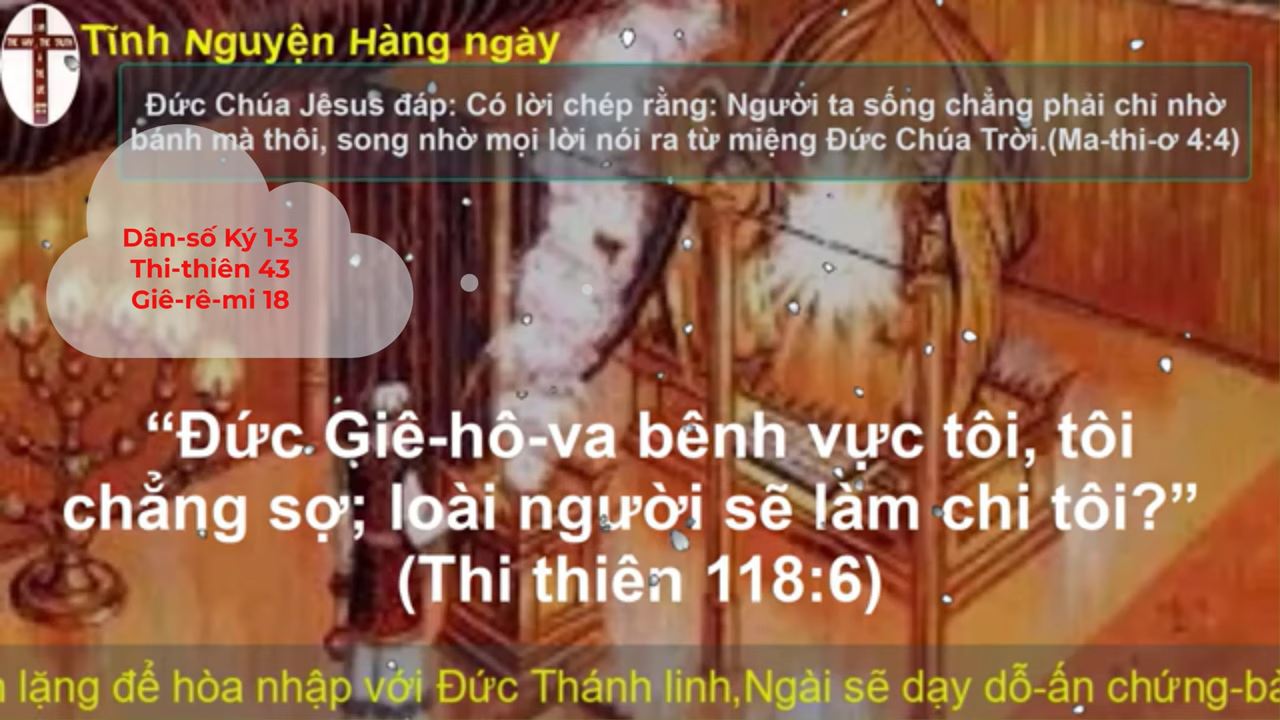 Tĩnh Nguyện Hàng ngày
Đức Chúa Jêsus đáp: Có lời chép rằng: Người ta sống chẳng phải chỉ nhờ
bánh mà thôi, song nhờ mọi lời nói ra từ miệng Đức Chúa Trời.(Ma-thi-ơ 4:4)
Dân-số Ký 1-3
Thi-thiên 43
Giê-rê-mi 18
“Đức Giê-hô-va bênh vực tôi, tôi
chẳng sợ; loài người sẽ làm chi tôi?”
(Thi thiên 118:6)
lặng để hòa nhập với Đức Thánh linh,Ngài sẽ dạy dỗ-ấn chứng-